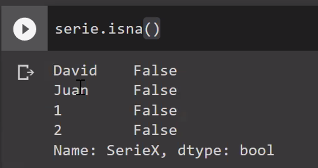 serie.isna()
David False
Juan False
1 False
2 False
Name: SerieX, dtype: bool